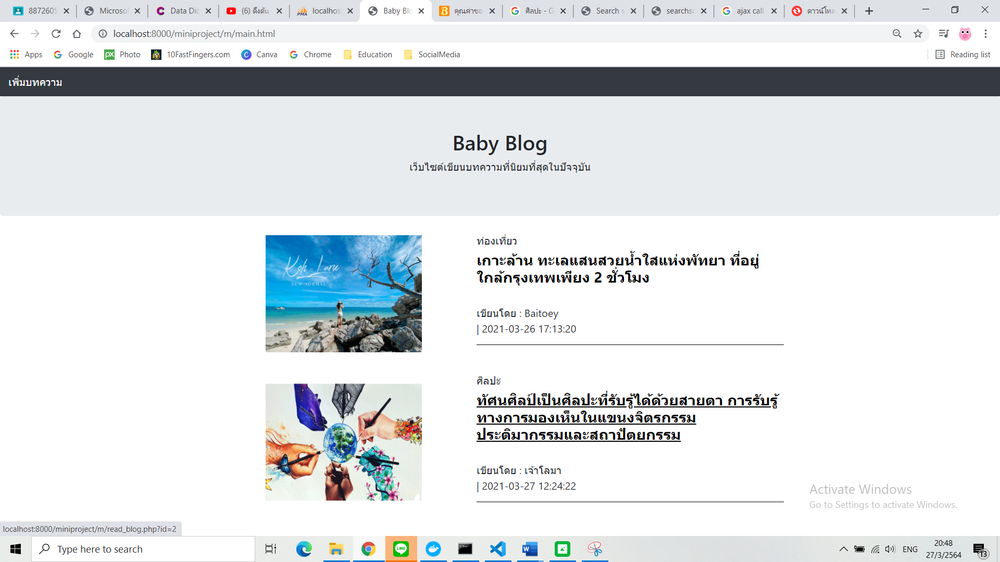 8872605
Microsof
Data Dic
(6) ดึงดัน
PMA
localhos
Baby Blo
คุณค่าขอ
ศิลปะ - G
Search s
searchsc
ajax call
ดาวน์โหล
localhost:8000/miniproject/m/main.html
Apps
Google
px Photo
10FastFingers.com
Canva
Chrome
Education
SocialMedia
Reading list
เพิ่มบทความ
Baby Blog
เว็บไซต์เขียนบทความที่นิยมที่สุดในปัจจุบัน
Koh Larn
NEW NORMAL
ท่องเที่ยว
เกาะล้าน ทะเลแสนสวยน้ำใสแห่งพัทยา ที่อยู่
ใกล้กรุงเทพเพียง 2 ชั่วโมง
เขียนโดย : Baitoey
| 2021-03-26 17:13:20
ศิลปะ
ทัศนศิลป์เป็นศิลปะที่รับรู้ได้ด้วยสายตา การรับรู้
ทางการมองเห็นในแขนงจิตรกรรม
ประติมากรรมและสถาปัตยกรรม
เขียนโดย : เจ้าโลมา
| 2021-03-27 12:24:22
Activate Windows
Go to Settings to activate Windows.
localhost:8000/miniproject/m/read_blog.php?id=2
Type here to search
LINE
W
ENG
20:48
27/3/2564
13